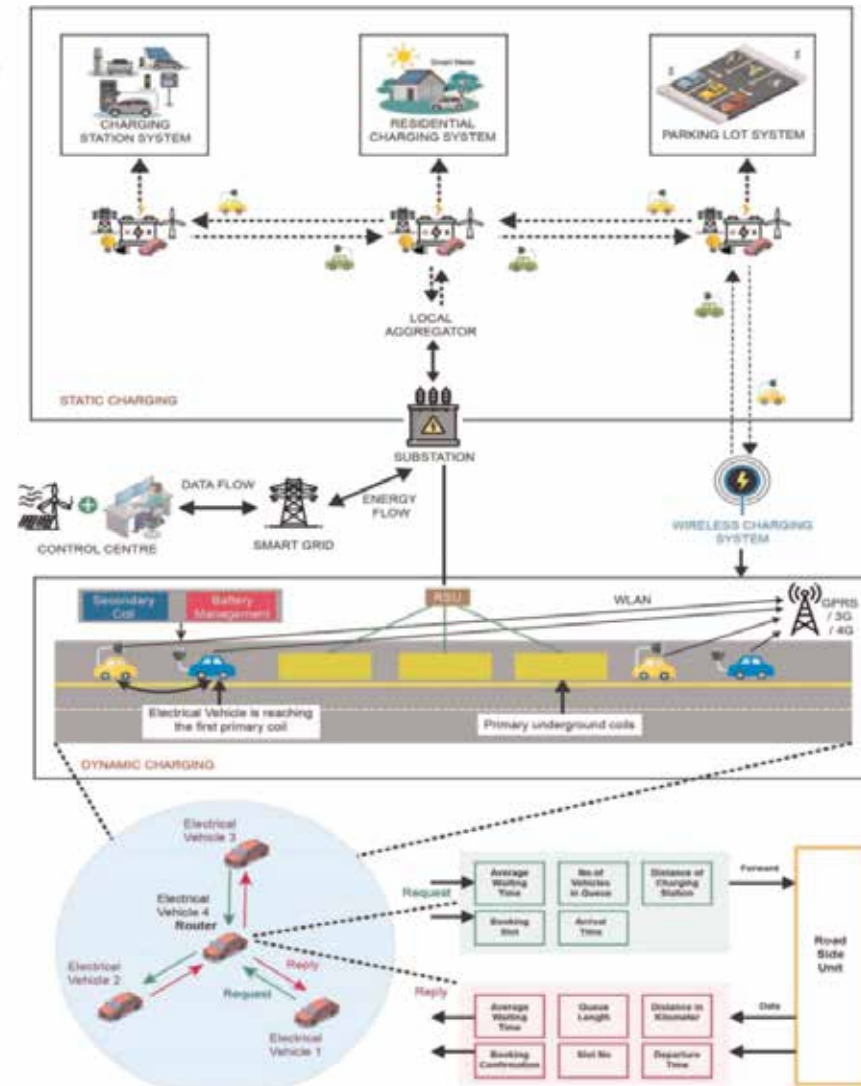 CHARGING
STATION SYSTEM
Smart Meter
RESIDENTIAL
CHARGING SYSTEM
PARKING LOT SYSTEM
LOCAL
AGGREGATOR
STATIC CHARGING
SUBSTATION
DATA FLOW
ENERGY
FLOW
CONTROL CENTRE
SMART GRID
WIRELESS CHARGING
SYSTEM
Secondary
Coil
Battery
Management
RSU
WLAN
GPRS
/ 3G
/ 4G
Electrical Vehicle is reaching
the first primary coil
Primary underground coils
DYNAMIC CHARGING
Electrical
Vehicle 3
Electrical
Vehicle 4
Router
Electrical
Vehicle 2
Reply
Request
Electrical
Vehicle 1
Request
Average
Waiting
Time
No of
Vehicles
in Queue
Distance of
Charging
Station
Booking
Slot
Arrival
Time
Forward
Road
Side
Unit
Reply
Average
Waiting
Time
Queue
Length
Distance in
Kilometer
Booking
Confirmation
Slot No
Departure
Time
Data